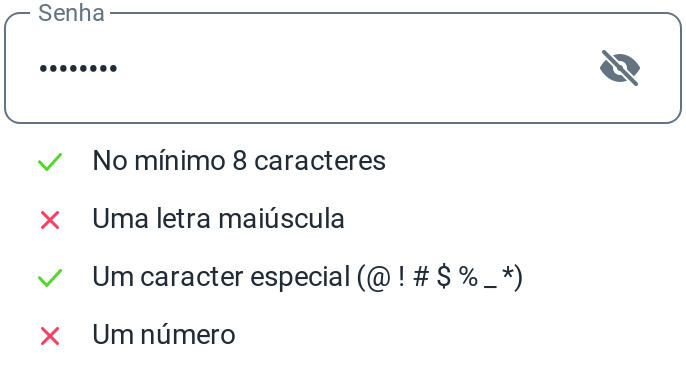 Senha
••••••••
No mínimo 8 caracteres
Uma letra maiúscula
Um caracter especial (@ ! # $ % _ *)
Um número